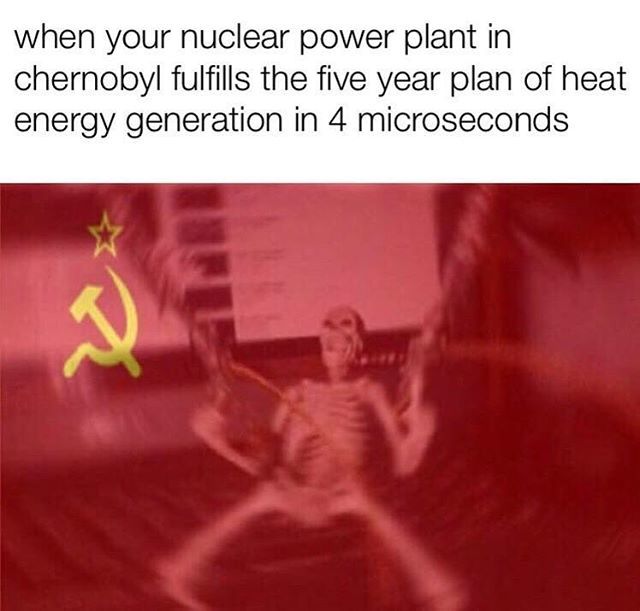 when your nuclear power plant in
chernobyl fulfills the five year plan of heat
energy generation in 4 microseconds